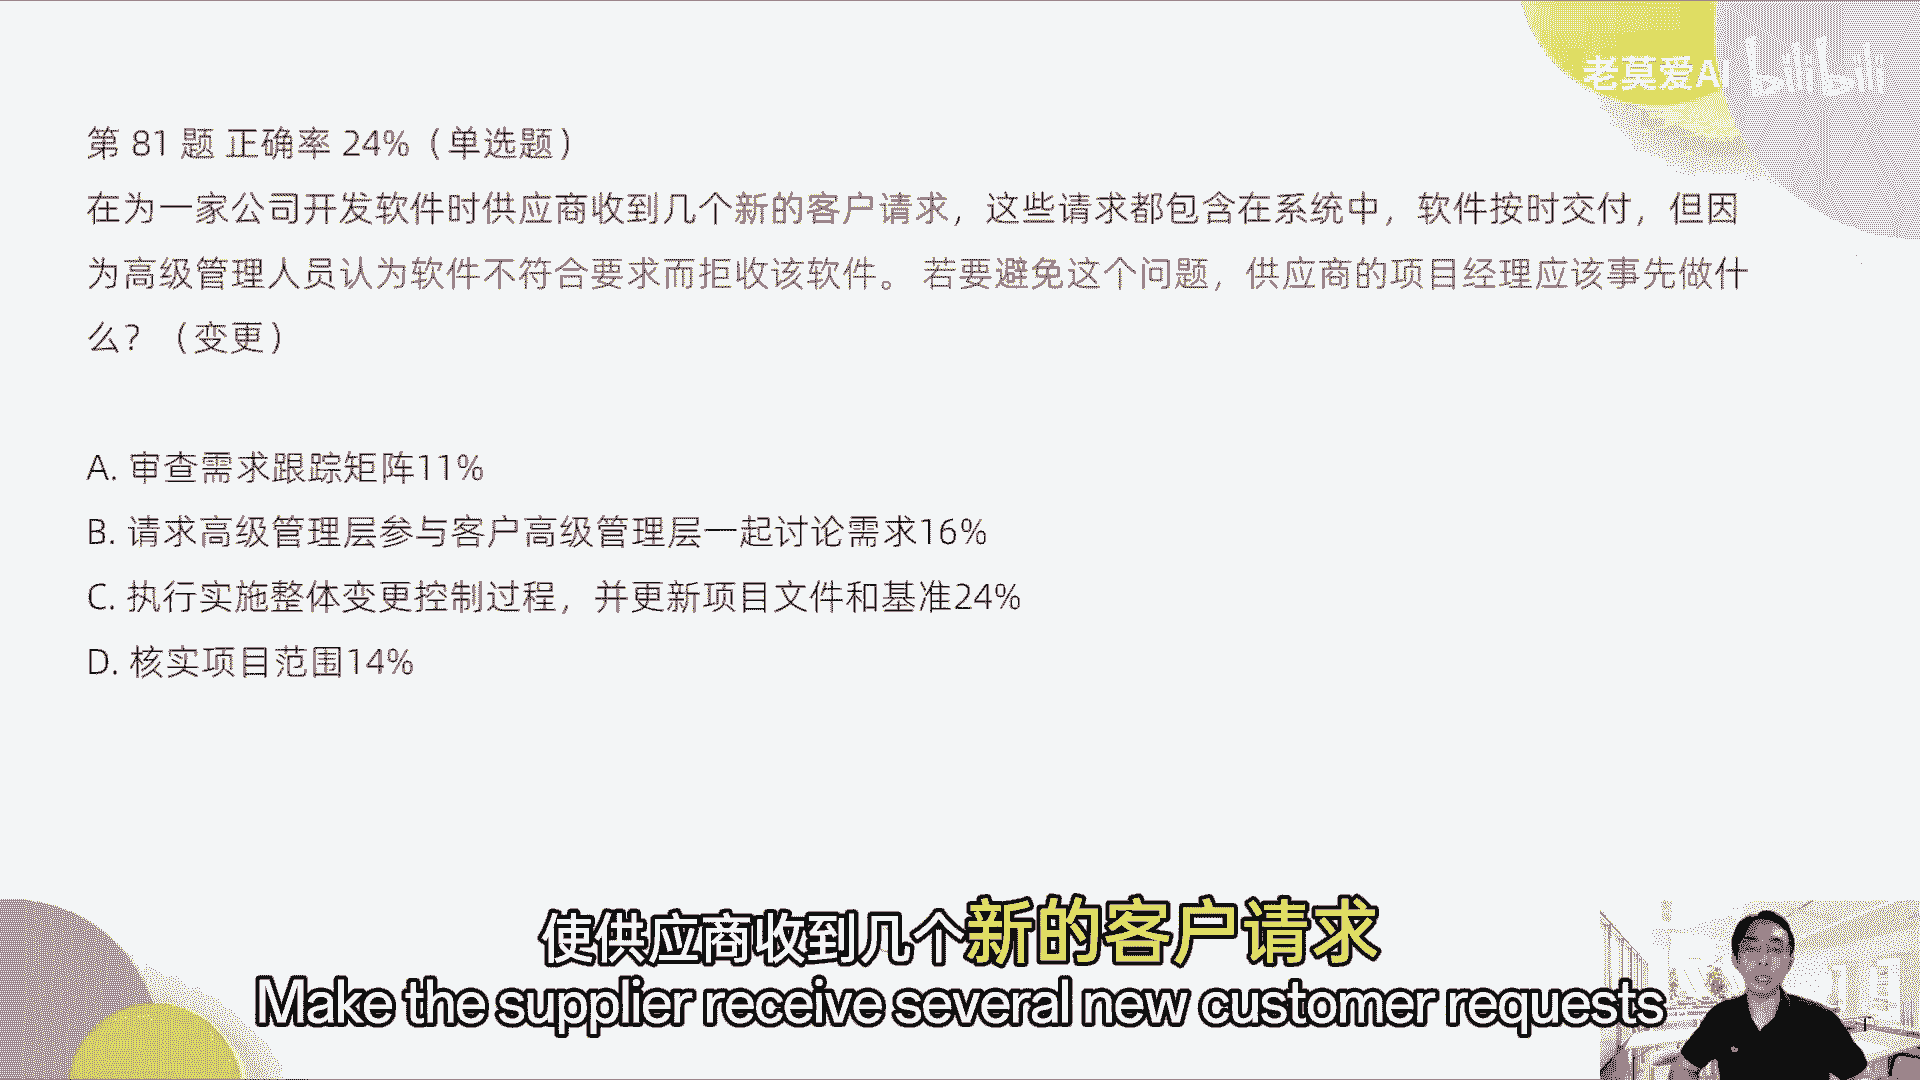 老莫爱AI bilibili
第 81 题 正确率 24%（单选题）
在为一家公司开发软件时供应商收到几个新的客户请求，这些请求都包含在系统中，软件按时交付，但因
为高级管理人员认为软件不符合要求而拒收该软件。 若要避免这个问题，供应商的项目经理应该事先做什
么？（变更）
A. 审查需求跟踪矩阵11%
B. 请求高级管理层参与客户高级管理层一起讨论需求16%
C. 执行实施整体变更控制过程，并更新项目文件和基准24%
D. 核实项目范围14%
使供应商收到几个新的客户请求
Make the supplier receive several new customer requests